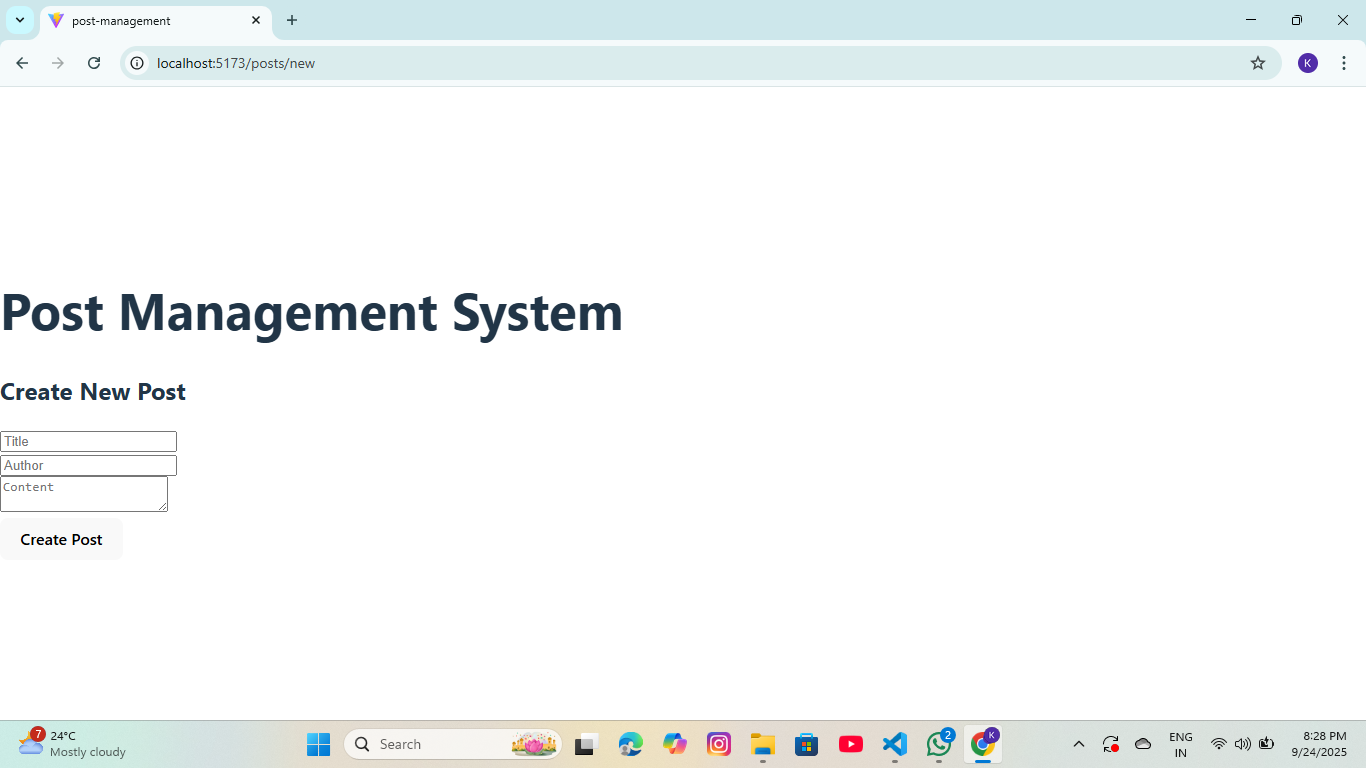 post-management
localhost:5173/posts/new
K
Post Management System
Create New Post
Title
Author
Content
Create Post
7
24°C
Mostly cloudy
Search
2
K
ENG
IN
8:28 PM
9/24/2025